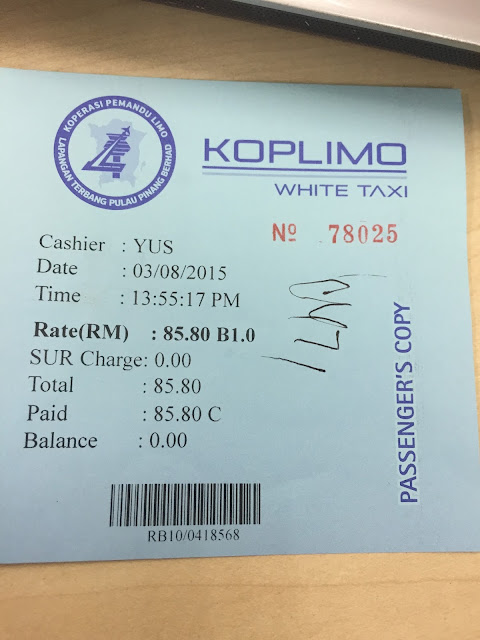 KOPERASI PEMANDU LIMO
LAPANGAN TERBANG PULAU PINANG BERHAD
KOPLIMO
WHITE TAXI
Nº 78025
Cashier : YUS
Date : 03/08/2015
Time : 13:55:17 PM
Rate(RM) : 85.80 B1.0
SUR Charge: 0.00
Total : 85.80
Paid : 85.80 C
Balance : 0.00
PASSENGER'S COPY
RB10/0418568